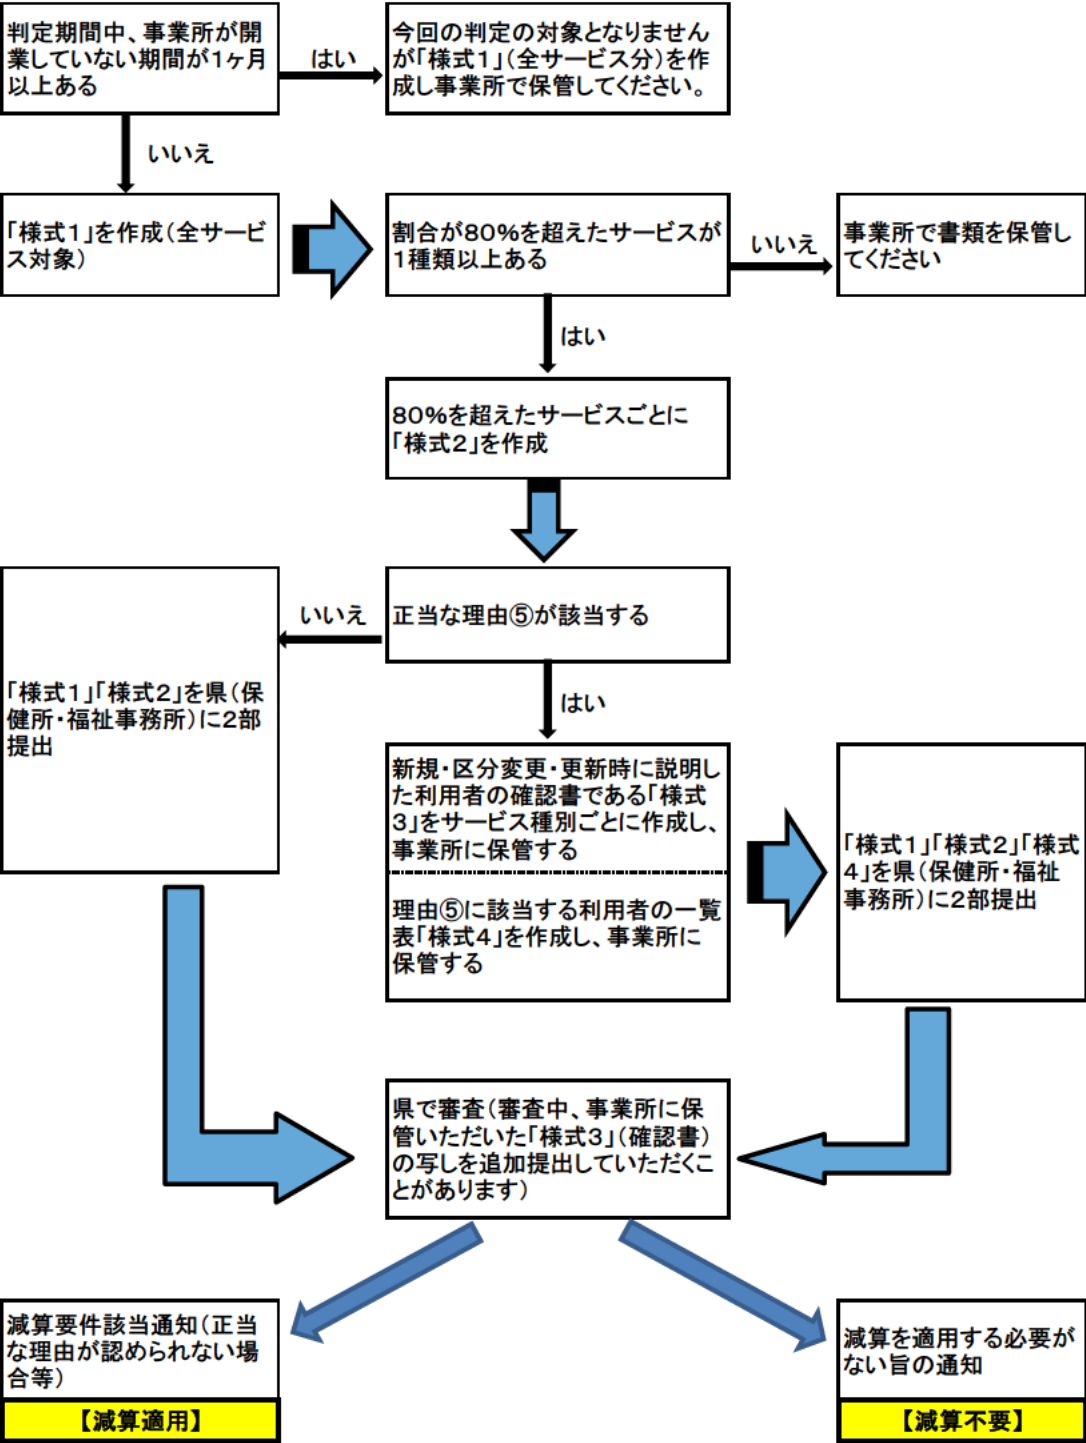 判定期間中、事業所が開
業していない期間が1ヶ月
以上ある
はい
今回の判定の対象となりません
が「様式1」(全サービス分)を作
成し事業所で保管してください。
いいえ
「様式1」を作成(全サービ
ス対象)
割合が80%を超えたサービスが
1種類以上ある
いいえ
事業所で書類を保管し
てください
はい
80%を超えたサービスごとに
「様式2」を作成
正当な理由⑤が該当する
いいえ
「様式1」「様式2」を県(保
健所・福祉事務所)に2部
提出
はい
新規・区分変更・更新時に説明し
た利用者の確認書である「様式
3」をサービス種別ごとに作成し、
事業所に保管する
理由⑤に該当する利用者の一覧
表「様式4」を作成し、事業所に
保管する
「様式1」「様式2」「様式
4」を県(保健所・福祉
事務所)に2部提出
県で審査(審査中、事業所に保
管いただいた「様式3」(確認書)
の写しを追加提出していただくこ
とがあります)
減算要件該当通知(正当
な理由が認められない場
合等)
【減算適用】
減算を適用する必要が
ない旨の通知
【減算不要】